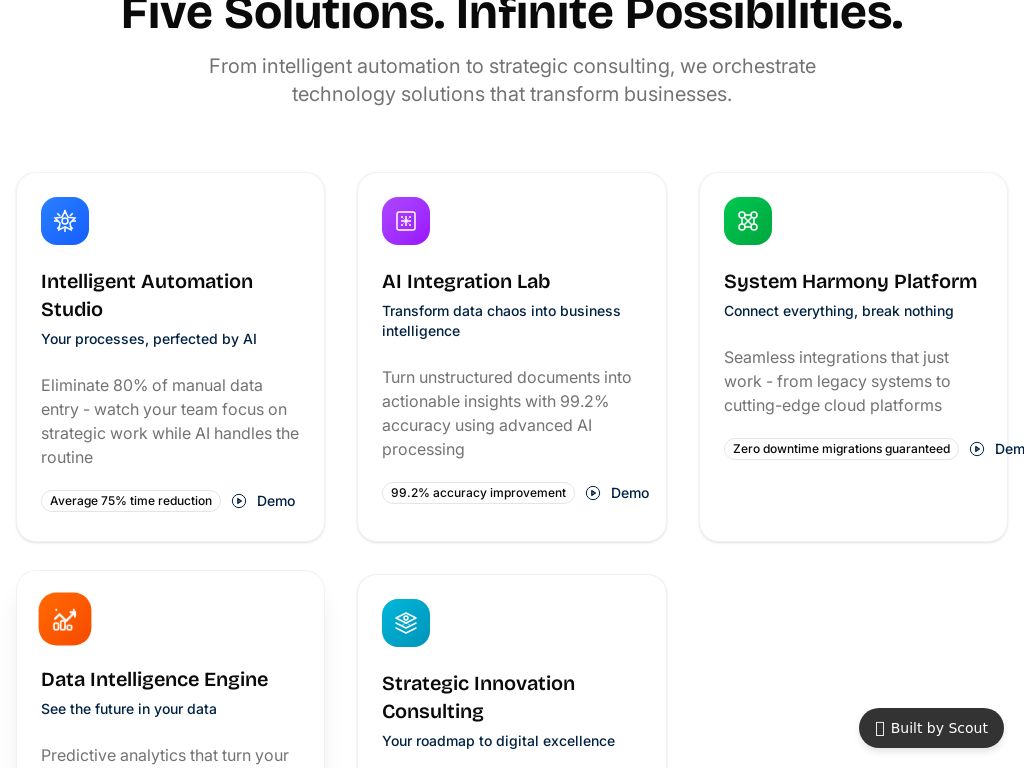 Five Solutions. Infinite Possibilities.
From intelligent automation to strategic consulting, we orchestrate
technology solutions that transform businesses.
Intelligent Automation
Studio
Your processes, perfected by AI
Eliminate 80% of manual data
entry - watch your team focus on
strategic work while AI handles the
routine
Average 75% time reduction
Demo
AI Integration Lab
Transform data chaos into business
intelligence
Turn unstructured documents into
actionable insights with 99.2%
accuracy using advanced AI
processing
99.2% accuracy improvement
Demo
System Harmony Platform
Connect everything, break nothing
Seamless integrations that just
work - from legacy systems to
cutting-edge cloud platforms
Zero downtime migrations guaranteed
Dem
Data Intelligence Engine
See the future in your data
Predictive analytics that turn your
Strategic Innovation
Consulting
Your roadmap to digital excellence
Built by Scout